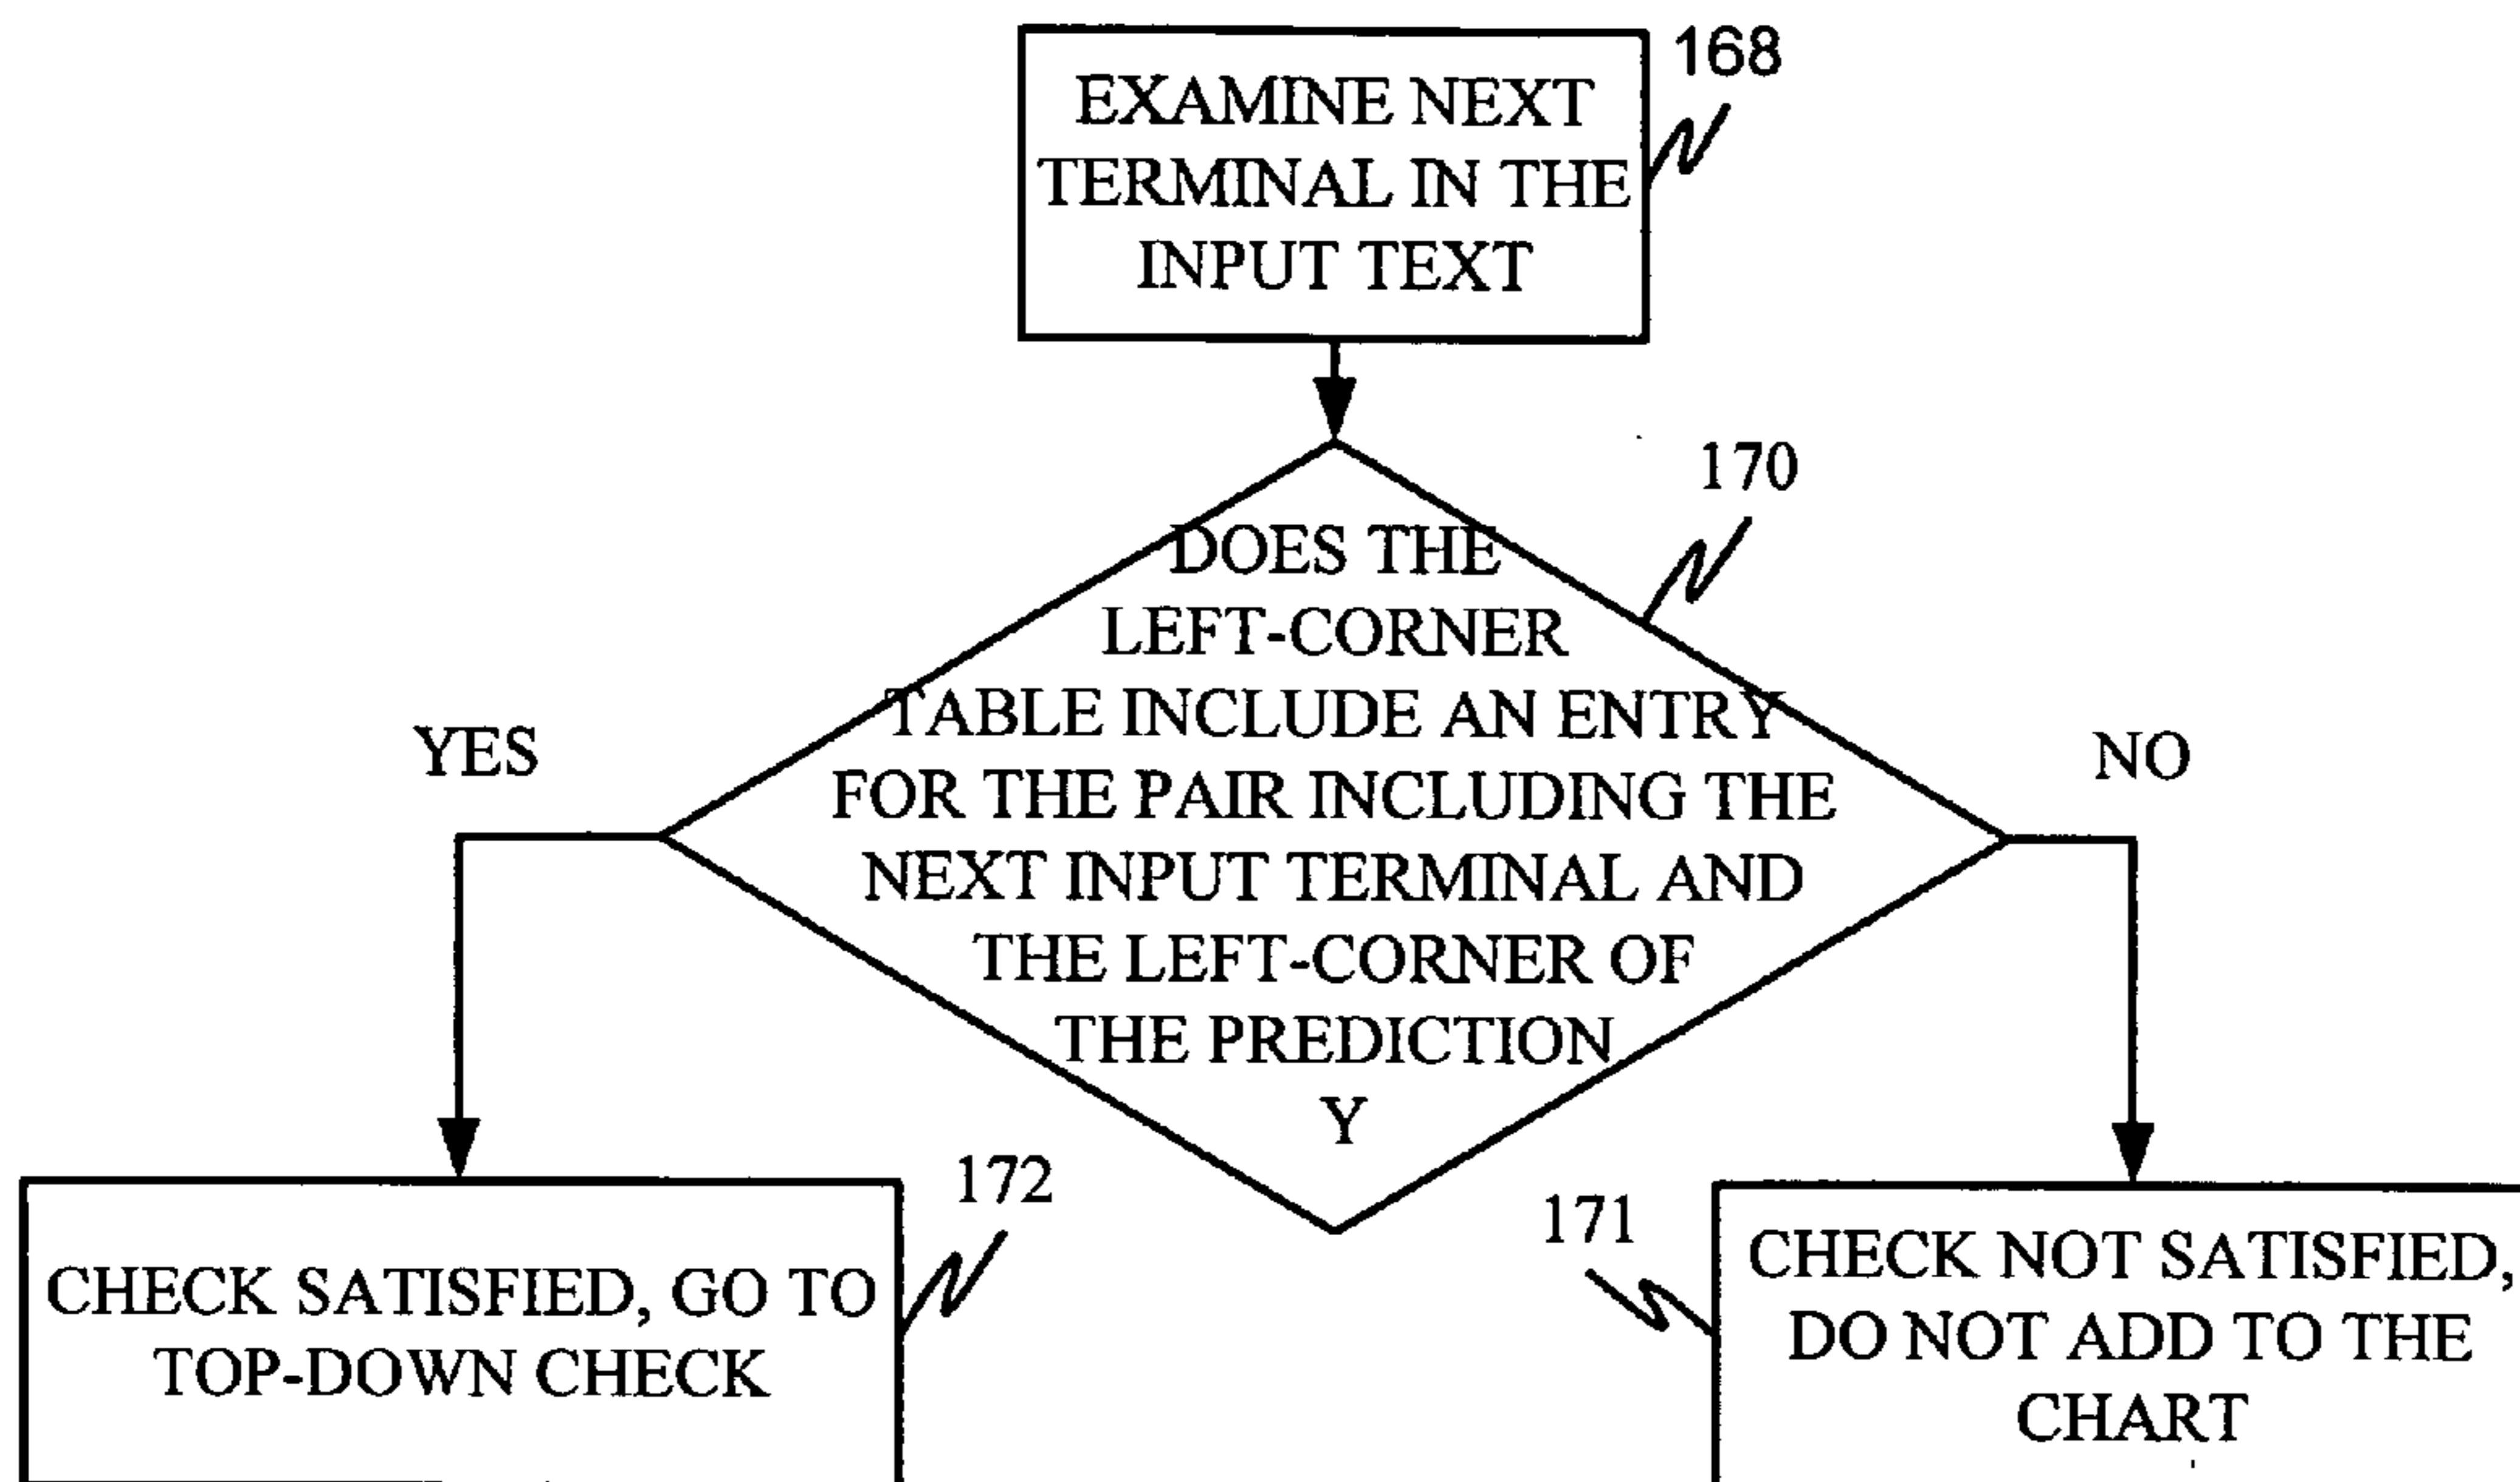 168
EXAMINE NEXT
TERMINAL IN THE
INPUT TEXT
170
DOES THE
LEFT-CORNER
TABLE INCLUDE AN ENTRY
FOR THE PAIR INCLUDING THE
NEXT INPUT TERMINAL AND
THE LEFT-CORNER OF
THE PREDICTION
Y
YES
NO
172
CHECK SATISFIED, GO TO
TOP-DOWN CHECK
171
CHECK NOT SATISFIED,
DO NOT ADD TO THE
CHART